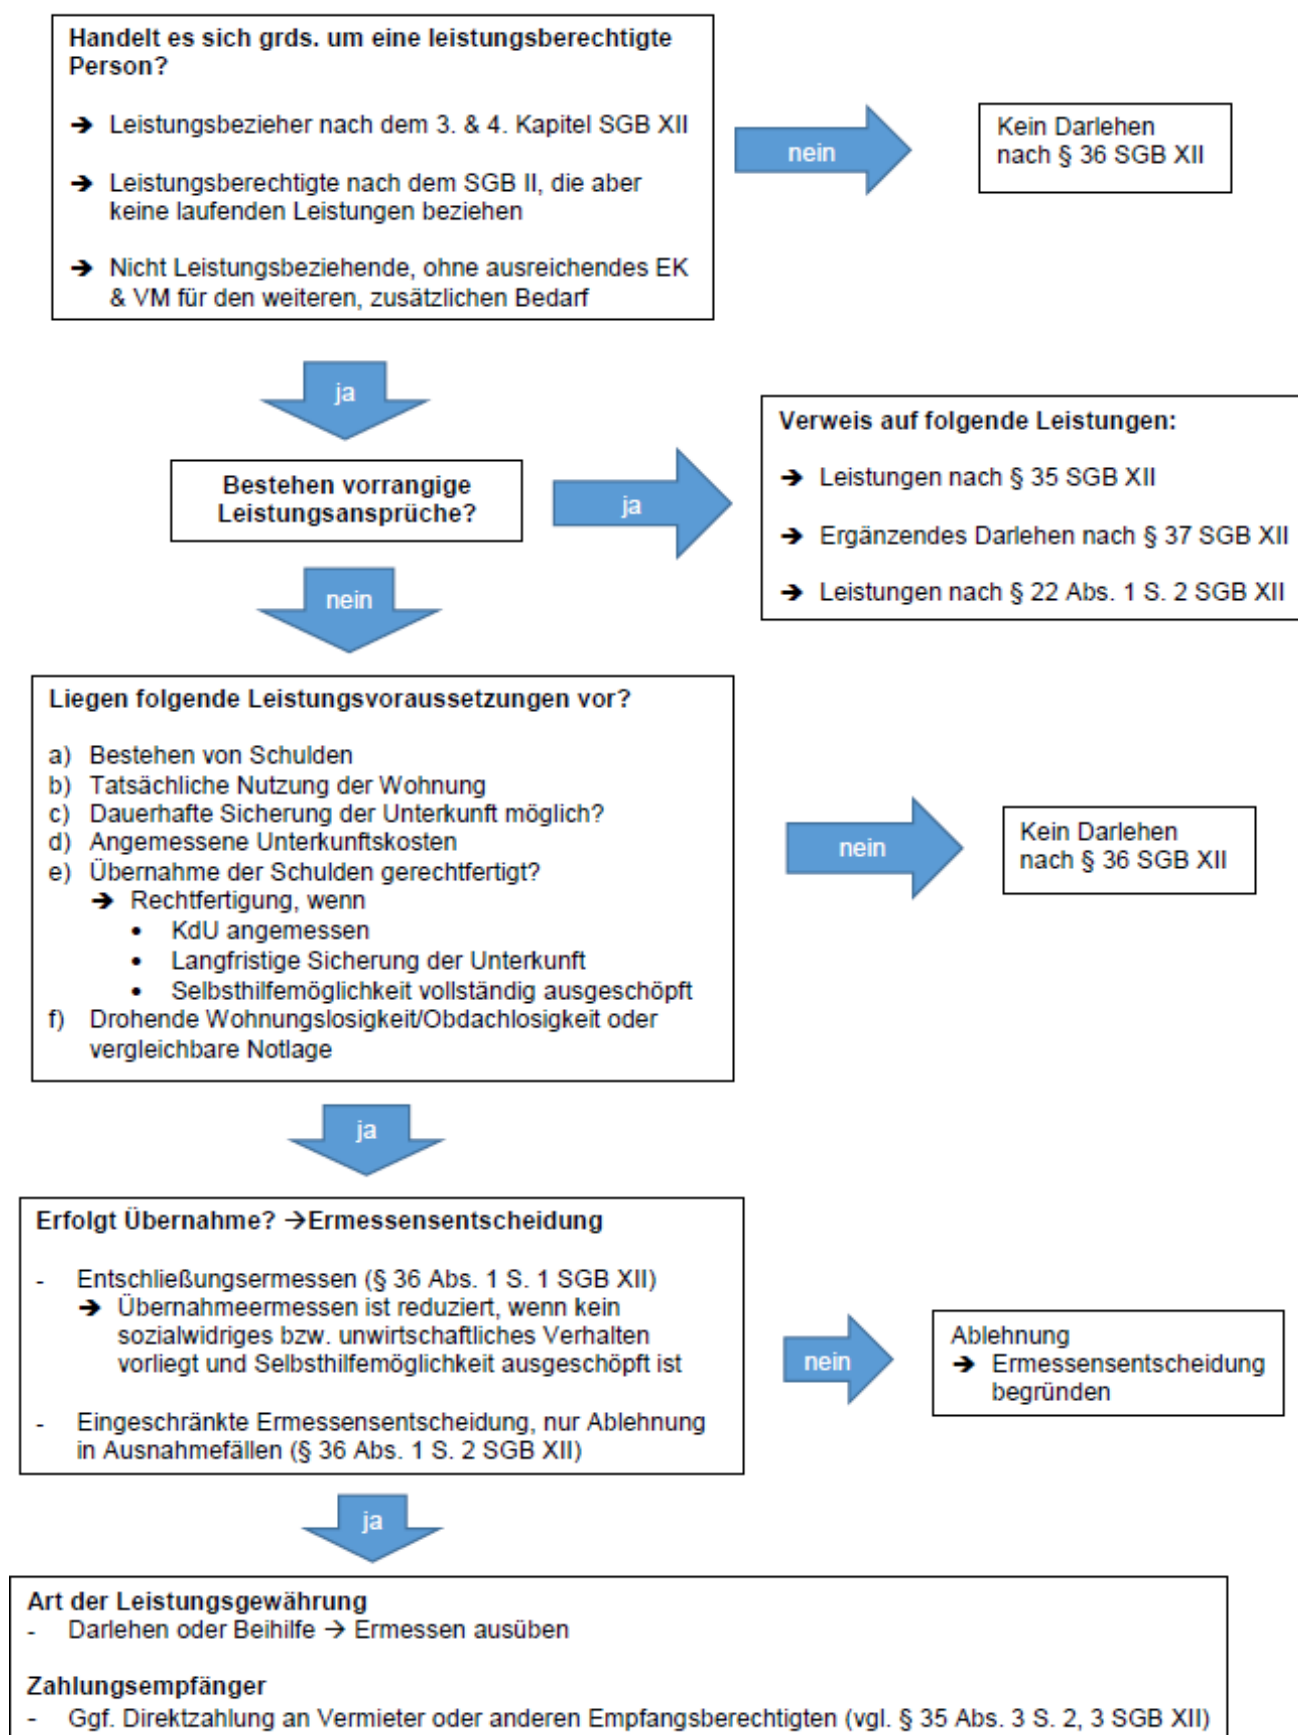 Handelt es sich grds. um eine leistungsberechtigte
Person?
➔ Leistungsbezieher nach dem 3. & 4. Kapitel SGB XII
➔ Leistungsberechtigte nach dem SGB II, die aber
keine laufenden Leistungen beziehen
➔ Nicht Leistungsbeziehende, ohne ausreichendes EK
& VM für den weiteren, zusätzlichen Bedarf
nein
Kein Darlehen
nach § 36 SGB XII
ja
Bestehen vorrangige
Leistungsansprüche?
ja
Verweis auf folgende Leistungen:
➔ Leistungen nach § 35 SGB XII
➔ Ergänzendes Darlehen nach § 37 SGB XII
➔ Leistungen nach § 22 Abs. 1 S. 2 SGB XII
nein
Liegen folgende Leistungsvoraussetzungen vor?
a) Bestehen von Schulden
b) Tatsächliche Nutzung der Wohnung
c) Dauerhafte Sicherung der Unterkunft möglich?
d) Angemessene Unterkunftskosten
e) Übernahme der Schulden gerechtfertigt?
➔ Rechtfertigung, wenn
• KdU angemessen
• Langfristige Sicherung der Unterkunft
• Selbsthilfemöglichkeit vollständig ausgeschöpft
f) Drohende Wohnungslosigkeit/Obdachlosigkeit oder
vergleichbare Notlage
nein
Kein Darlehen
nach § 36 SGB XII
ja
Erfolgt Übernahme? →Ermessensentscheidung
- Entschließungsermessen (§ 36 Abs. 1 S. 1 SGB XII)
➔ Übernahmeermessen ist reduziert, wenn kein
sozialwidriges bzw. unwirtschaftliches Verhalten
vorliegt und Selbsthilfemöglichkeit ausgeschöpft ist
- Eingeschränkte Ermessensentscheidung, nur Ablehnung
in Ausnahmefällen (§ 36 Abs. 1 S. 2 SGB XII)
nein
Ablehnung
➔ Ermessensentscheidung
begründen
ja
Art der Leistungsgewährung
- Darlehen oder Beihilfe → Ermessen ausüben
Zahlungsempfänger
- Ggf. Direktzahlung an Vermieter oder anderen Empfangsberechtigten (vgl. § 35 Abs. 3 S. 2, 3 SGB XII)